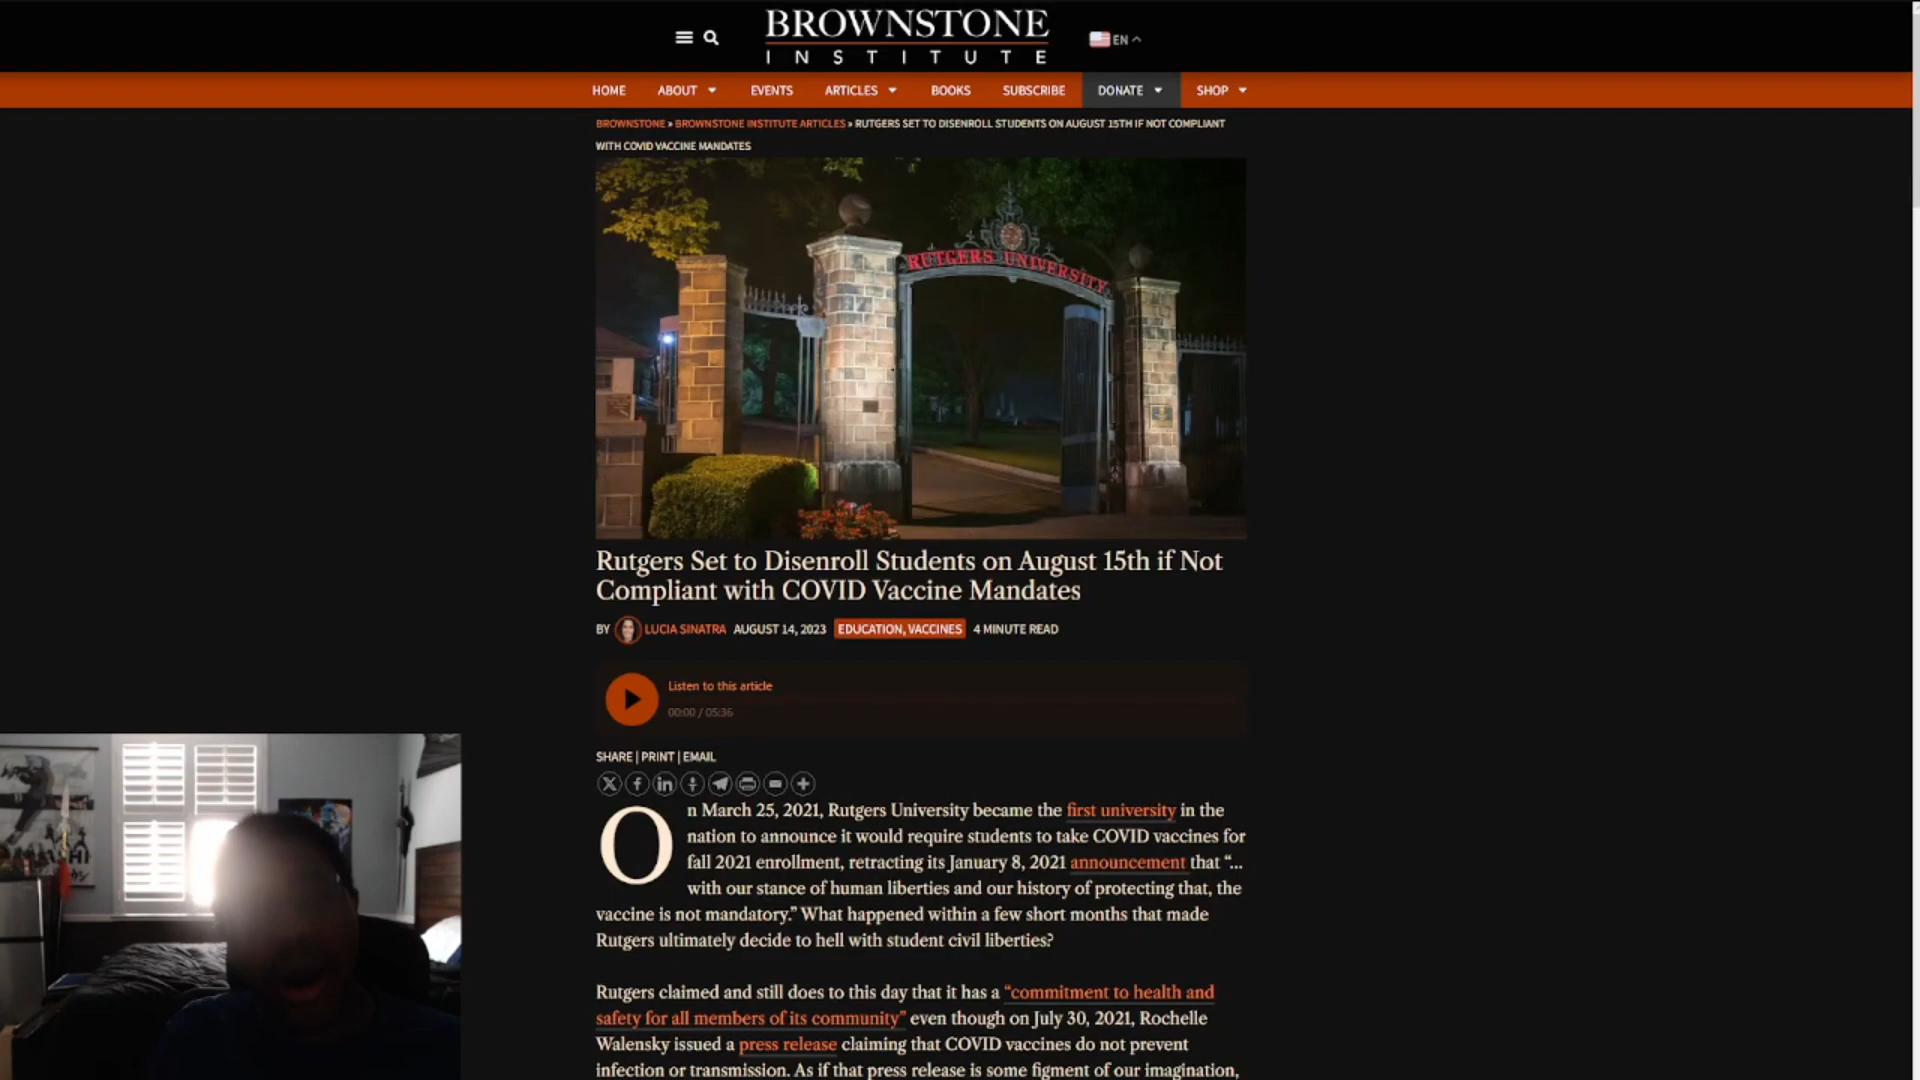 BROWNSTONE
INSTITUTE
EN
HOME ABOUT EVENTS ARTICLES BOOKS SUBSCRIBE DONATE SHOP
BROWNSTONE » BROWNSTONE INSTITUTE ARTICLES » RUTGERS SET TO DISENROLL STUDENTS ON AUGUST 15TH IF NOT COMPLIANT
WITH COVID VACCINE MANDATES
RUTGERS UNIVERSITY
Rutgers Set to Disenroll Students on August 15th if Not
Compliant with COVID Vaccine Mandates
BY LUCIA SINATRA AUGUST 14, 2023 EDUCATION, VACCINES 4 MINUTE READ
Listen to this article
00:00 / 05:36
SHARE | PRINT | EMAIL
On March 25, 2021, Rutgers University became the first university in the
nation to announce it would require students to take COVID vaccines for
fall 2021 enrollment, retracting its January 8, 2021 announcement that “…
with our stance of human liberties and our history of protecting that, the
vaccine is not mandatory.” What happened within a few short months that made
Rutgers ultimately decide to hell with student civil liberties?
Rutgers claimed and still does to this day that it has a “commitment to health and
safety for all members of its community” even though on July 30, 2021, Rochelle
Walensky issued a press release claiming that COVID vaccines do not prevent
infection or transmission. As if that press release is some figment of our imagination,